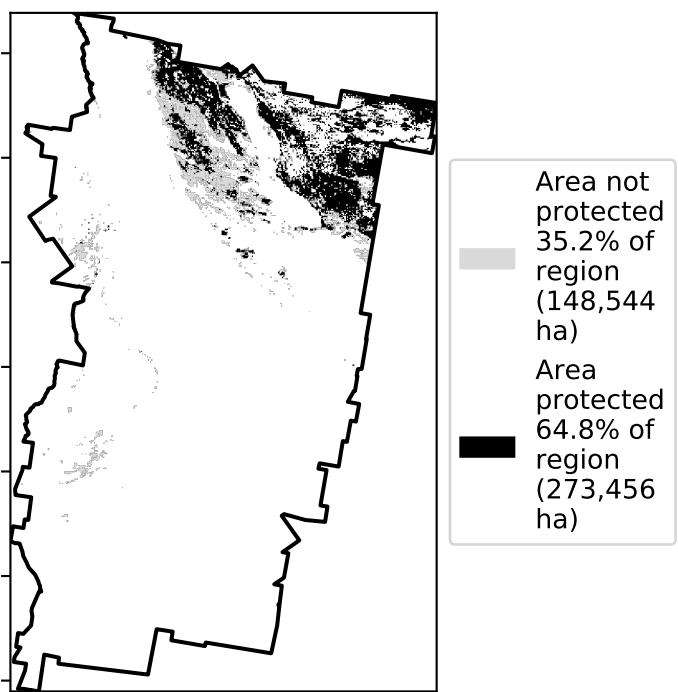 Area not
protected
35.2% of
region
(148,544
ha)
Area
protected
64.8% of
region
(273,456
ha)